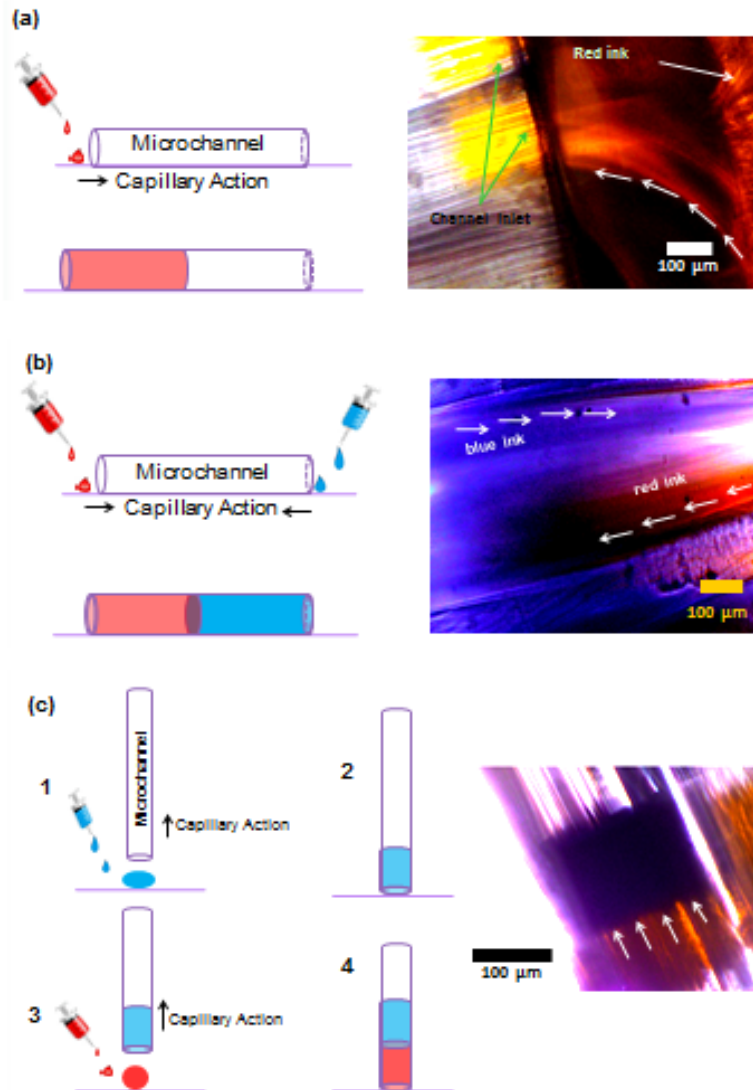 (a)
Microchannel
Capillary Action
Red ink
Channel inlet
100 µm
(b)
Microchannel
Capillary Action
blue ink
red ink
100 µm
(c)
1
Microchannel
Capillary Action
2
3
Capillary Action
4
100 µm